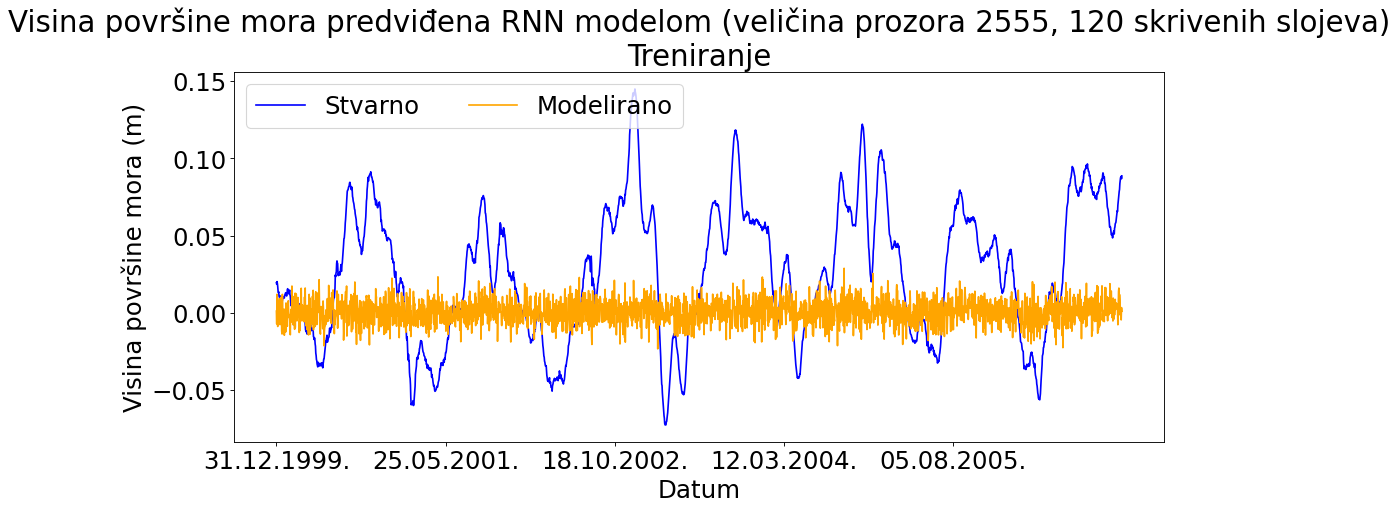 Visina površine mora predviđena RNN modelom (veličina prozora 2555, 120 skrivenih slojeva)
Treniranje
Stvarno
Modelirano
Visina površine mora (m)
0.15
0.10
0.05
0.00
−0.05
31.12.1999.
25.05.2001.
18.10.2002.
12.03.2004.
05.08.2005.
Datum